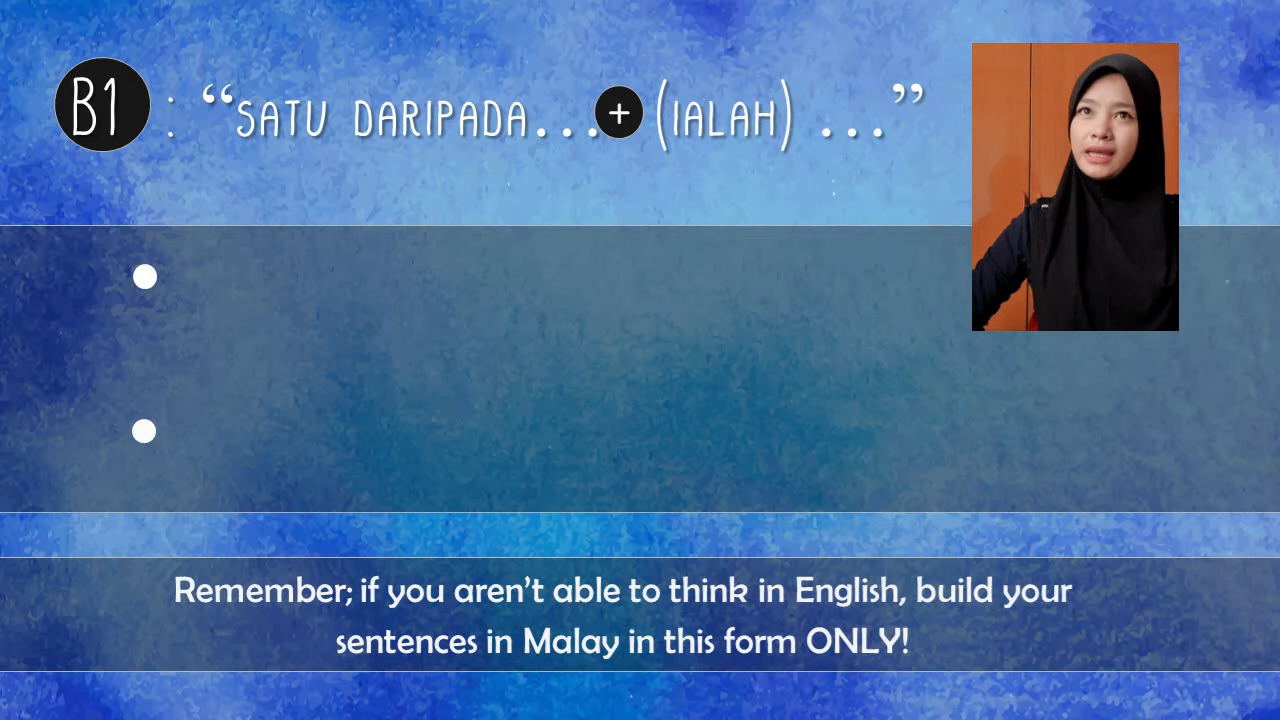 B1 : “SATU DARIPADA...+ (IALAH) ...”
Remember; if you aren’t able to think in English, build your
sentences in Malay in this form ONLY!